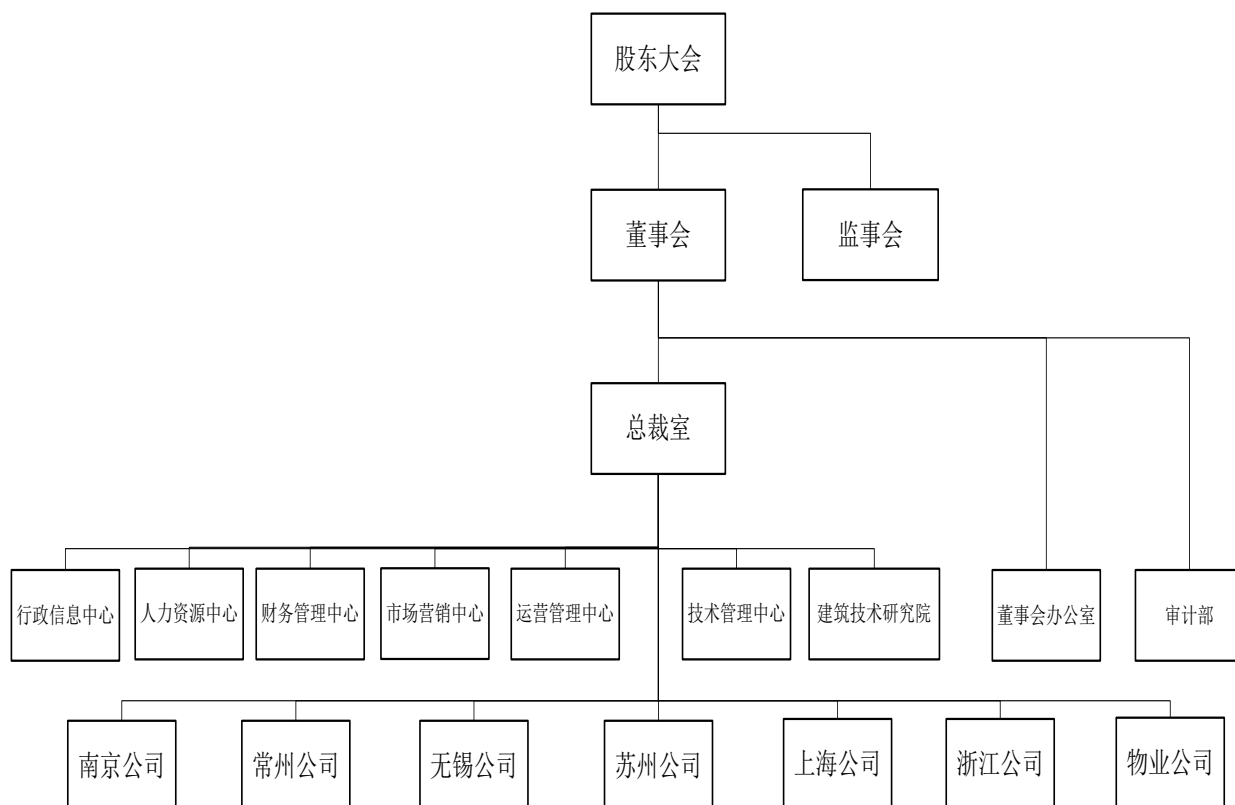 股东大会
董事会
监事会
总裁室
行政信息中心
人力资源中心
财务管理中心
市场营销中心
运营管理中心
技术管理中心
建筑技术研究院
董事会办公室
审计部
南京公司
常州公司
无锡公司
苏州公司
上海公司
浙江公司
物业公司